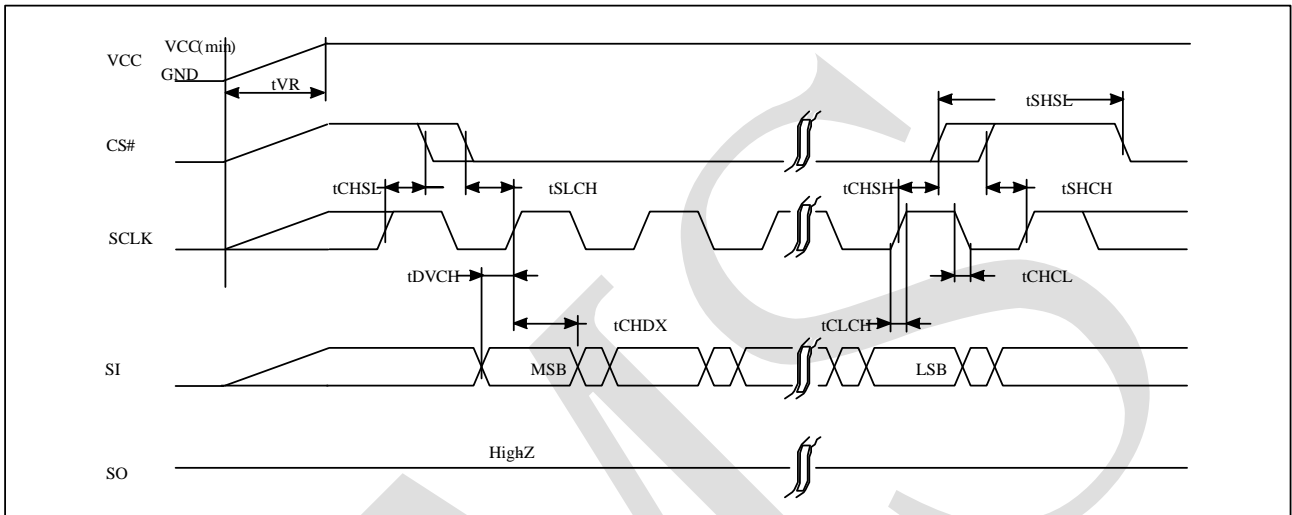 VCC(min)
VCC
GND
tVR
tSHSL
CS#
tCHSL
tSLCH
tCHSH
tSHCH
SCLK
tDVCH
tCHCL
tCHDX
tCLCH
SI
MSB
LSB
HighZ
SO